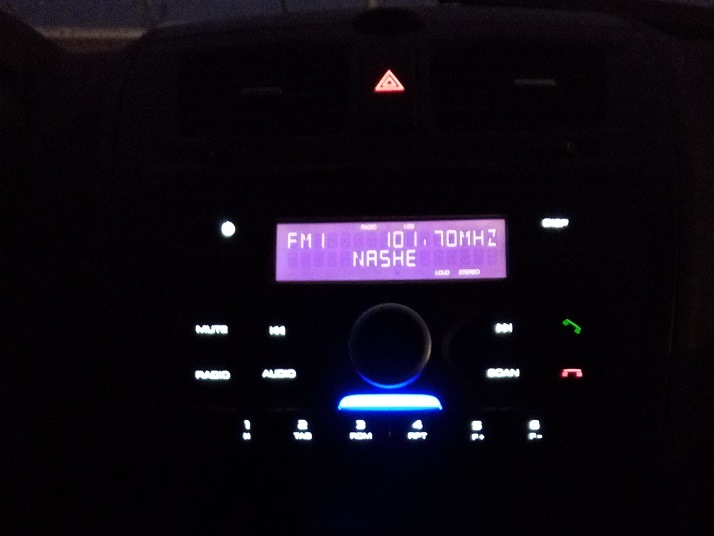 RADIO USB
FM1 101.70MHZ
NASHE
LOUD STEREO
DISP
MUTE
RADIO AUDIO SCAN
1 2 3 4 5 6
TAG RDM RPT F+ F-